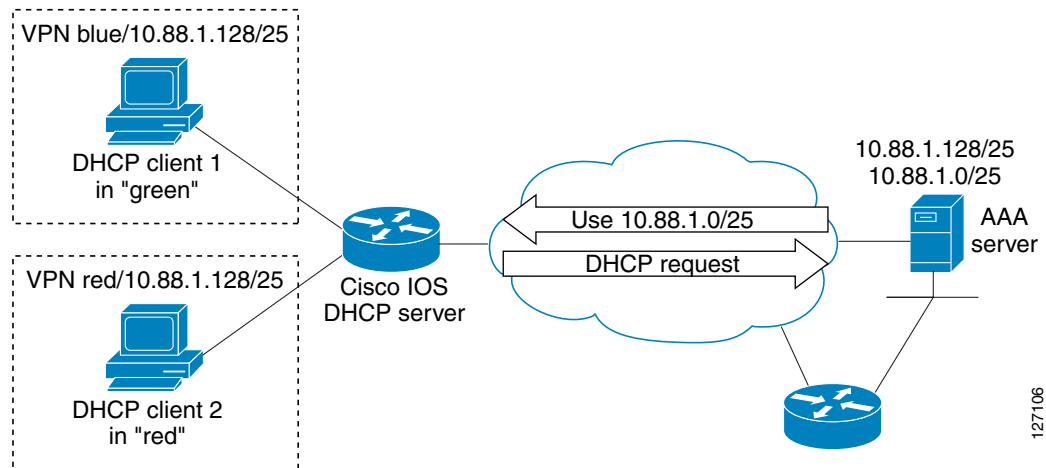 VPN blue/10.88.1.128/25
DHCP client 1
in "green"
VPN red/10.88.1.128/25
DHCP client 2
in "red"
Cisco IOS
DHCP server
Use 10.88.1.0/25
DHCP request
10.88.1.128/25
10.88.1.0/25
AAA
server
127106